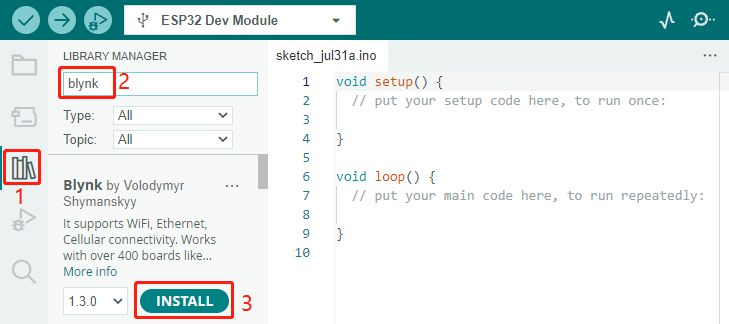 ESP32 Dev Module
LIBRARY MANAGER
blynk
2
Type:
All
Topic:
All
1
Blynk by Volodymyr
Shymanskyy
...
It supports WiFi, Ethernet,
Cellular connectivity. Works
with over 400 boards like...
More info
1.3.0
INSTALL
3
sketch_jul31a.ino
...
1 void setup() {
2 // put your setup code here, to run once:
3
4 }
5
6 void loop() {
7 // put your main code here, to run repeatedly:
8
9 }
10